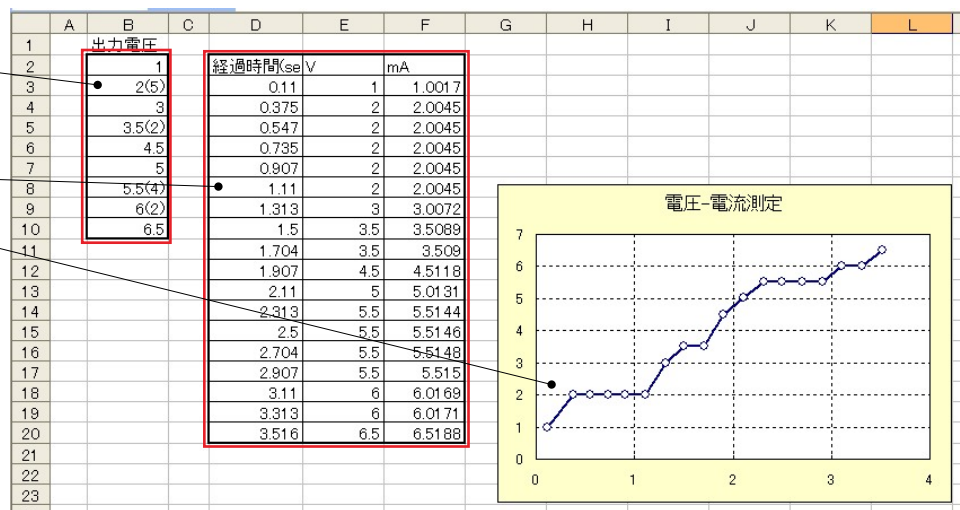 A B C D E F G H I J K L
1 出力電圧
2 1 経過時間(se V mA
3 2(5) 0.11 1 1.0017
4 3 0.375 2 2.0045
5 3.5(2) 0.547 2 2.0045
6 4.5 0.735 2 2.0045
7 5 0.907 2 2.0045
8 5.5(4) 1.11 2 2.0045
9 6(2) 1.313 3 3.0072
10 6.5 1.5 3.5 3.5089
11 1.704 3.5 3.509
12 1.907 4.5 4.5118
13 2.11 5 5.0131
14 2.313 5.5 5.5144
15 2.5 5.5 5.5146
16 2.704 5.5 5.5148
17 2.907 5.5 5.515
18 3.11 6 6.0169
19 3.313 6 6.0171
20 3.516 6.5 6.5188
21
22
23
電圧-電流測定
7
6
5
4
3
2
1
0
0 1 2 3 4